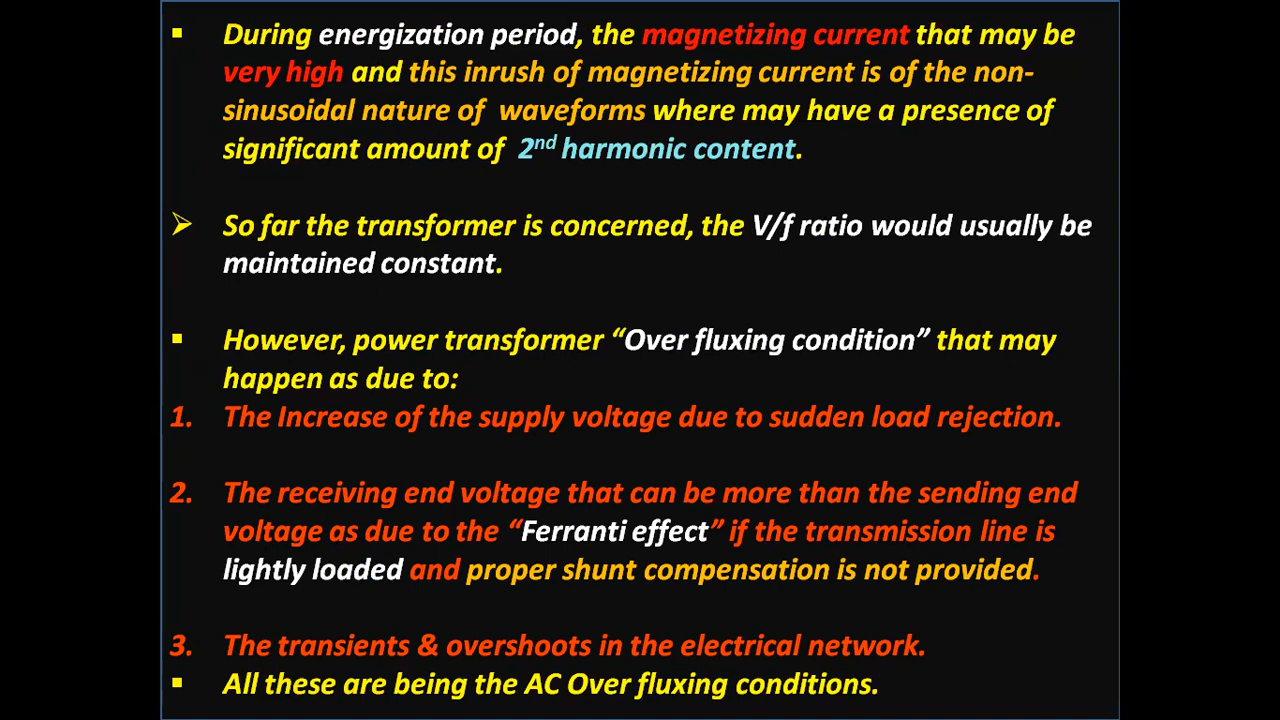 ▪ During energization period, the magnetizing current that may be
very high and this inrush of magnetizing current is of the non-
sinusoidal nature of waveforms where may have a presence of
significant amount of 2nd harmonic content.
➢ So far the transformer is concerned, the V/f ratio would usually be
maintained constant.
▪ However, power transformer “Over fluxing condition” that may
happen as due to:
1. The Increase of the supply voltage due to sudden load rejection.
2. The receiving end voltage that can be more than the sending end
voltage as due to the “Ferranti effect” if the transmission line is
lightly loaded and proper shunt compensation is not provided.
3. The transients & overshoots in the electrical network.
▪ All these are being the AC Over fluxing conditions.